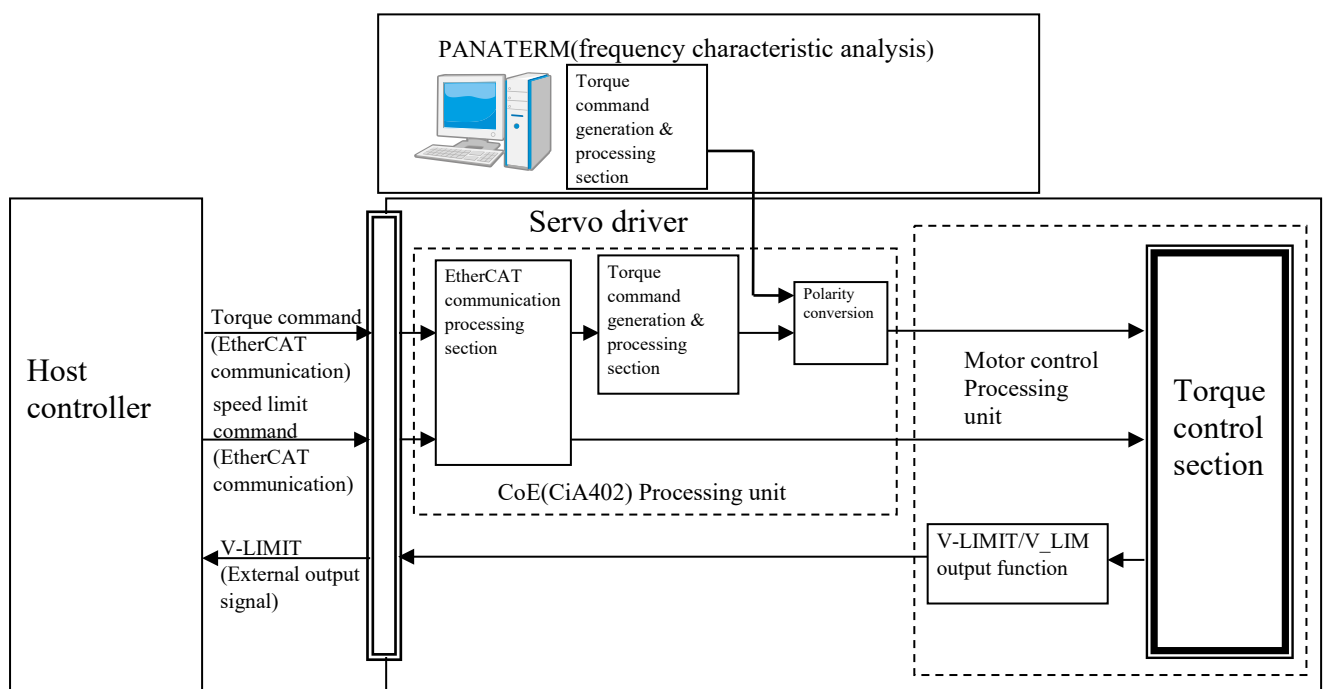 PANATERM(frequency characteristic analysis)
Torque
command
generation &
processing
section
Servo driver
Host
controller
Torque command
(EtherCAT
communication)
speed limit
command
(EtherCAT
communication)
V-LIMIT
(External output
signal)
EtherCAT
communication
processing
section
Torque
command
generation &
processing
section
Polarity
conversion
CoE(CiA402) Processing unit
Motor control
Processing
unit
V-LIMIT/V_LIM
output function
Torque
control
section